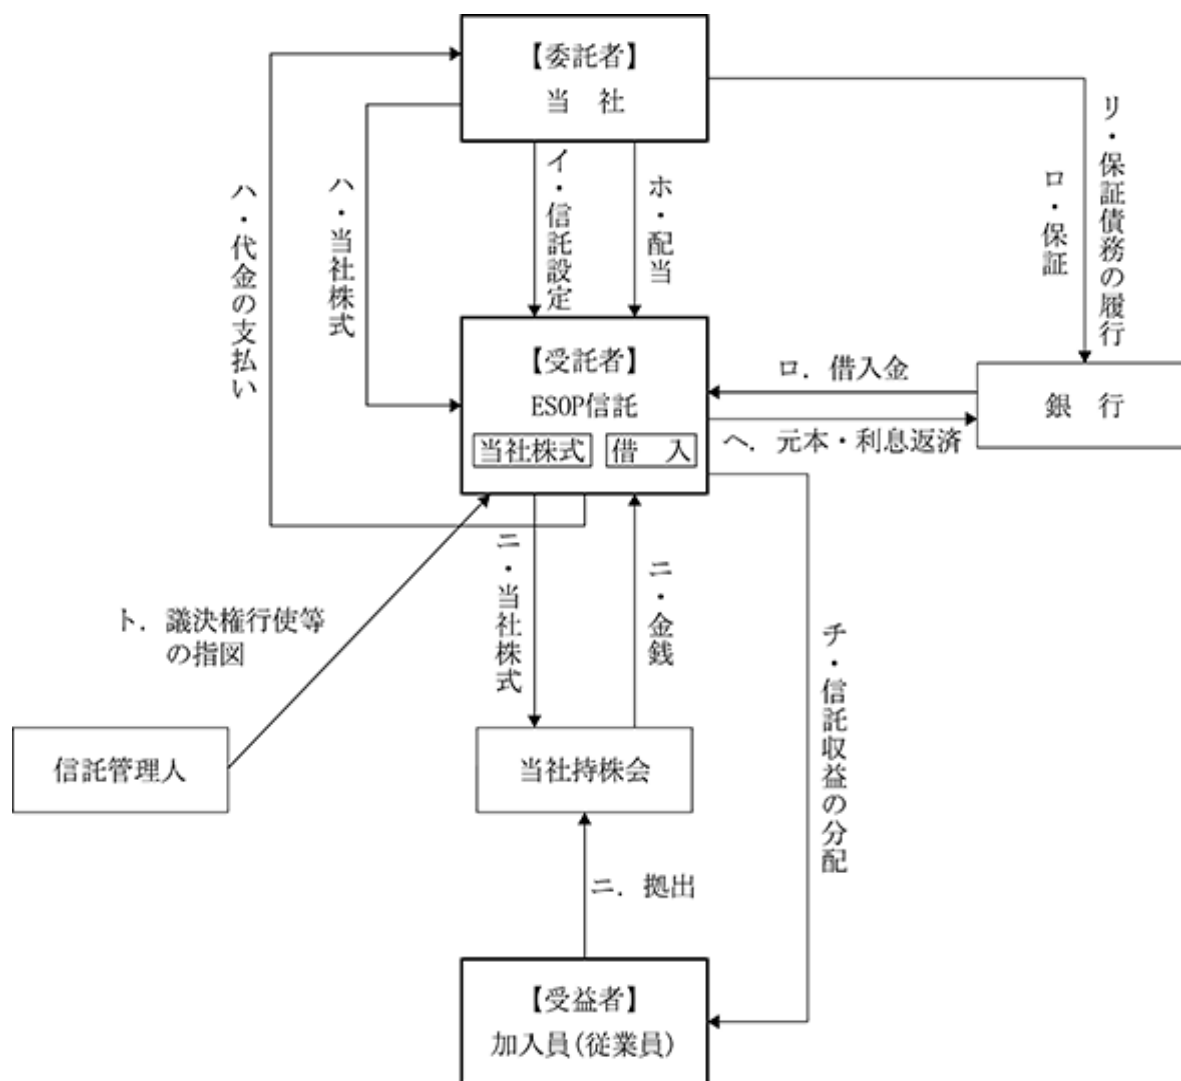 【委託者】
当　社
イ・信託設定
ホ・配当
ハ・当社株式
ハ・代金の支払い
ロ・保証
リ・保証債務の履行
【受託者】
ESOP信託
当社株式
借　入
ロ．借入金
ヘ．元本・利息返済
銀　行
ト．議決権行使等
の指図
ニ・当社株式
ニ・金銭
チ・信託収益の分配
信託管理人
当社持株会
ニ．拠出
【受益者】
加入員(従業員)